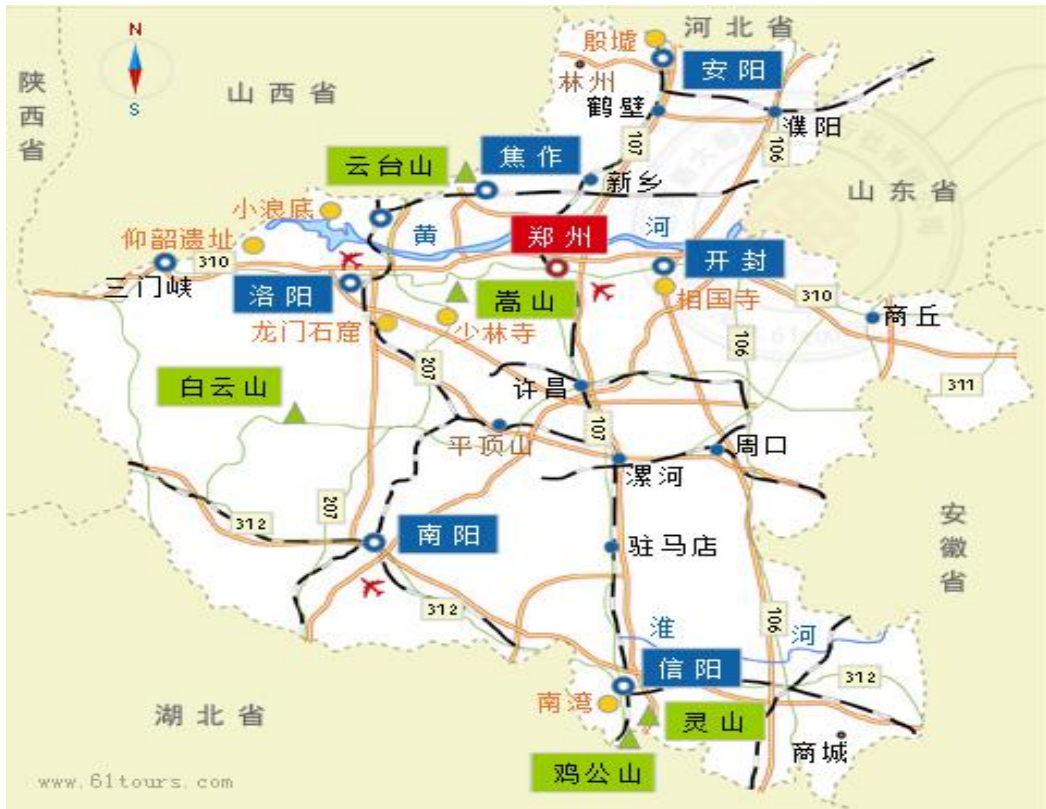 河北省
殷墟
N
安阳
陕西省
林州
山西省
鹤壁
S
濮阳
107
106
焦作
云台山
新乡
山东省
小浪底
黄
郑州
河
仰韶遗址
310
开封
三门峡
洛阳
嵩山
相国寺
310
商丘
龙门石窟
少林寺
106
207
白云山
许昌
311
107
平顶山
周口
漯河
207
312
安徽省
南阳
驻马店
312
106
淮
河
信阳
312
南湾
灵山
湖北省
商城
鸡公山
www.61tours.com